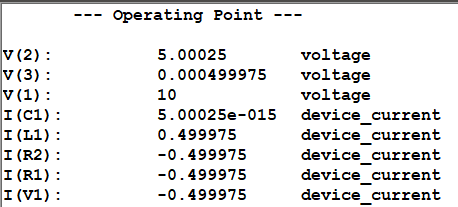 --- Operating Point ---
V(2): 5.00025 voltage
V(3): 0.000499975 voltage
V(1): 10 voltage
I(C1): 5.00025e-015 device_current
I(L1): 0.499975 device_current
I(R2): -0.499975 device_current
I(R1): -0.499975 device_current
I(V1): -0.499975 device_current